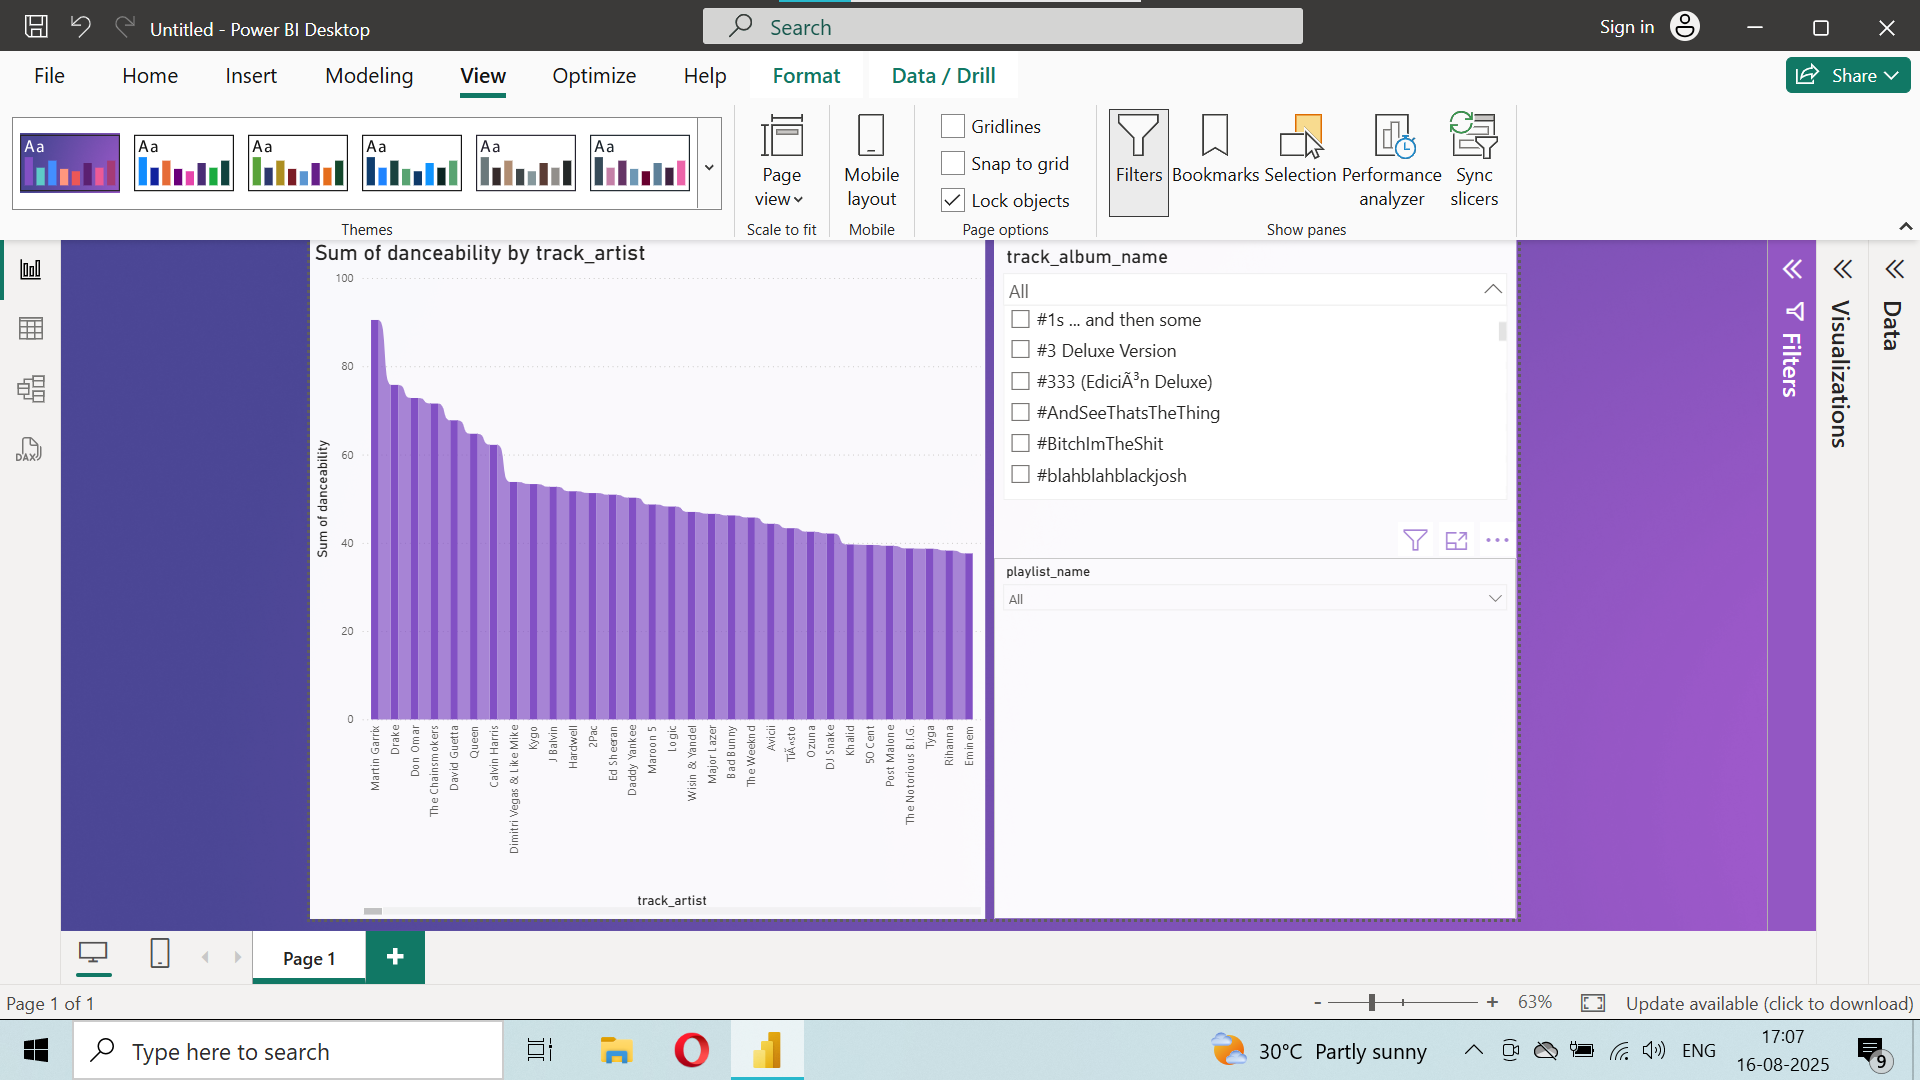 Untitled - Power BI Desktop
Search
Sign in
File Home Insert Modeling View Optimize Help Format Data / Drill
Share
Aa Aa Aa Aa Aa Aa
Themes
Page view
Scale to fit
Mobile layout
Mobile
Gridlines
Snap to grid
Lock objects
Page options
Filters
Bookmarks
Selection
Performance analyzer
Sync slicers
Show panes
DAX
Sum of danceability by track_artist
100
80
60
40
20
0
Sum of danceability
Martin Garrix
Drake
Don Omar
The Chainsmokers
David Guetta
Queen
Calvin Harris
Dimitri Vegas & Like Mike
Kygo
J Balvin
Hardwell
2Pac
Ed Sheeran
Daddy Yankee
Maroon 5
Logic
Wisin & Yandel
Major Lazer
Bad Bunny
The Weeknd
Avicii
TiÃ«sto
Ozuna
DJ Snake
Khalid
50 Cent
Post Malone
The Notorious B.I.G.
Tyga
Rihanna
Eminem
track_artist
track_album_name
All
#1s ... and then some
#3 Deluxe Version
#333 (EdiciÃ³n Deluxe)
#AndSeeThatsTheThing
#BitchImTheShit
#blahblahblackjosh
playlist_name
All
Filters
Visualizations
Data
Page 1
+
Page 1 of 1
- + 63%
Update available (click to download)
Type here to search
30°C Partly sunny
ENG
17:07
16-08-2025
9